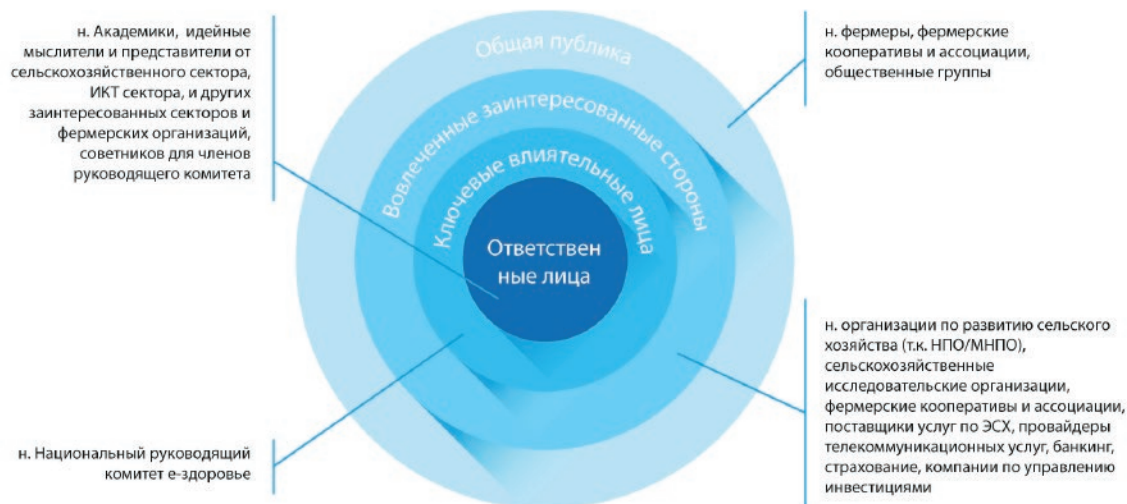 н. Академики, идейные
мыслители и представители от
сельскохозяйственного сектора,
ИКТ сектора, и других
заинтересованных секторов и
фермерских организаций,
советников для членов
руководящего комитета
н. фермеры, фермерские
кооперативы и ассоциации,
общественные группы
Общая публика
Вовлеченные заинтересованные стороны
Ключевые влиятельные лица
Ответствен
ные лица
н. Национальный руководящий
комитет е-здоровье
н. организации по развитию сельского
хозяйства (т.к. НПО/МНПО),
сельскохозяйственные
исследовательские организации,
фермерские кооперативы и ассоциации,
поставщики услуг по ЭСХ, провайдеры
телекоммуникационных услуг, банкинг,
страхование, компании по управлению
инвестициями